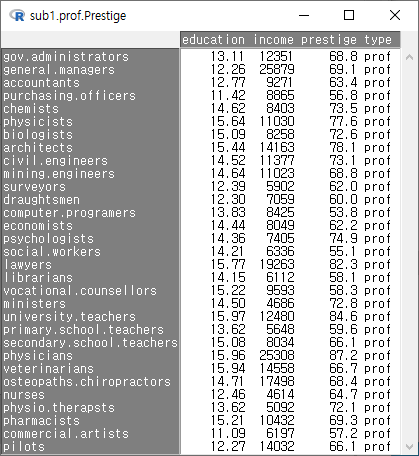 sub1.prof.Prestige
education income prestige type
gov.administrators 13.11 12351 68.8 prof
general.managers 12.26 25879 69.1 prof
accountants 12.77 9271 63.4 prof
purchasing.officers 11.42 8865 56.8 prof
chemists 14.62 8403 73.5 prof
physicists 15.64 11030 77.6 prof
biologists 15.09 8258 72.6 prof
architects 15.44 14163 78.1 prof
civil.engineers 14.52 11377 73.1 prof
mining.engineers 14.64 11023 68.8 prof
surveyors 12.39 5902 62.0 prof
draughtsmen 12.30 7059 60.0 prof
computer.programers 13.83 8425 53.8 prof
economists 14.44 8049 62.2 prof
psychologists 14.36 7405 74.9 prof
social.workers 14.21 6336 55.1 prof
lawyers 15.77 19263 82.3 prof
librarians 14.15 6112 58.1 prof
vocational.counsellors 15.22 9593 58.3 prof
ministers 14.50 4686 72.8 prof
university.teachers 15.97 12480 84.6 prof
primary.school.teachers 13.62 5648 59.6 prof
secondary.school.teachers 15.08 8034 66.1 prof
physicians 15.96 25308 87.2 prof
veterinarians 15.94 14558 66.7 prof
osteopaths.chiropractors 14.71 17498 68.4 prof
nurses 12.46 4614 64.7 prof
physio.therapsts 13.62 5092 72.1 prof
pharmacists 15.21 10432 69.3 prof
commercial.artists 11.09 6197 57.2 prof
pilots 12.27 14032 66.1 prof